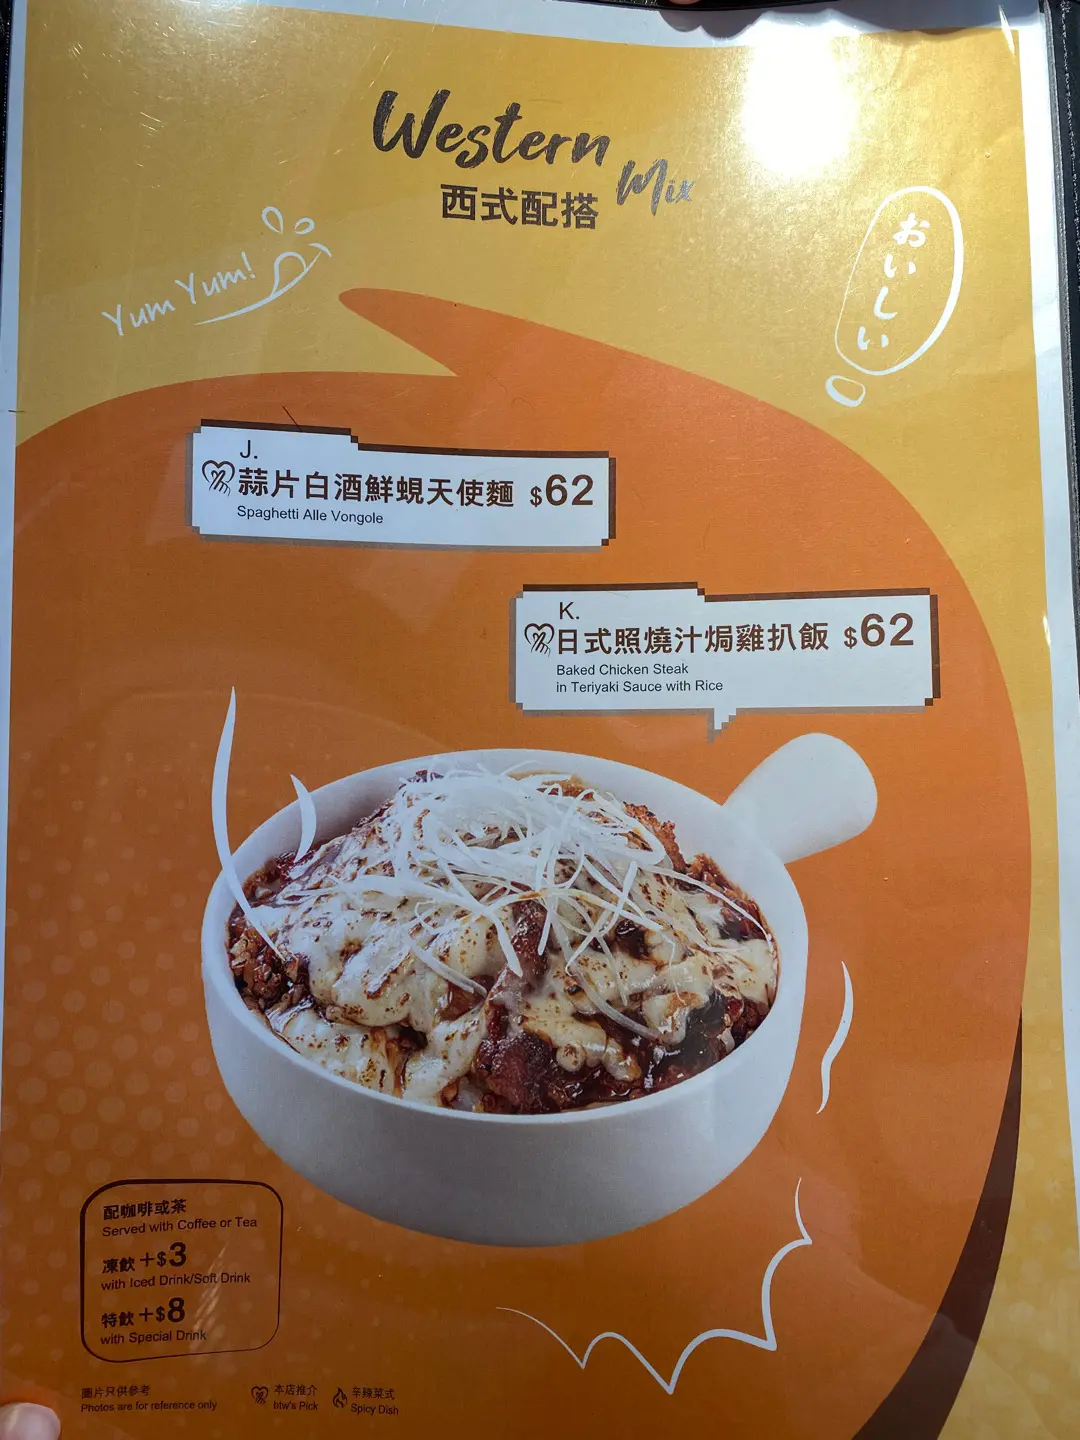 Western
Mix
西式配搭
Yum Yum!
おいしい
J.
蒜片白酒鮮蜆天使麵 $62
Spaghetti Alle Vongole
K.
日式照燒汁焗雞扒飯 $62
Baked Chicken Steak
in Teriyaki Sauce with Rice
配咖啡或茶
Served with Coffee or Tea
凍飲+$3
with Iced Drink/Soft Drink
特飲+$8
with Special Drink
圖片只供參考
Photos are for reference only
本店推介
btw's Pick
辛辣菜式
Spicy Dish